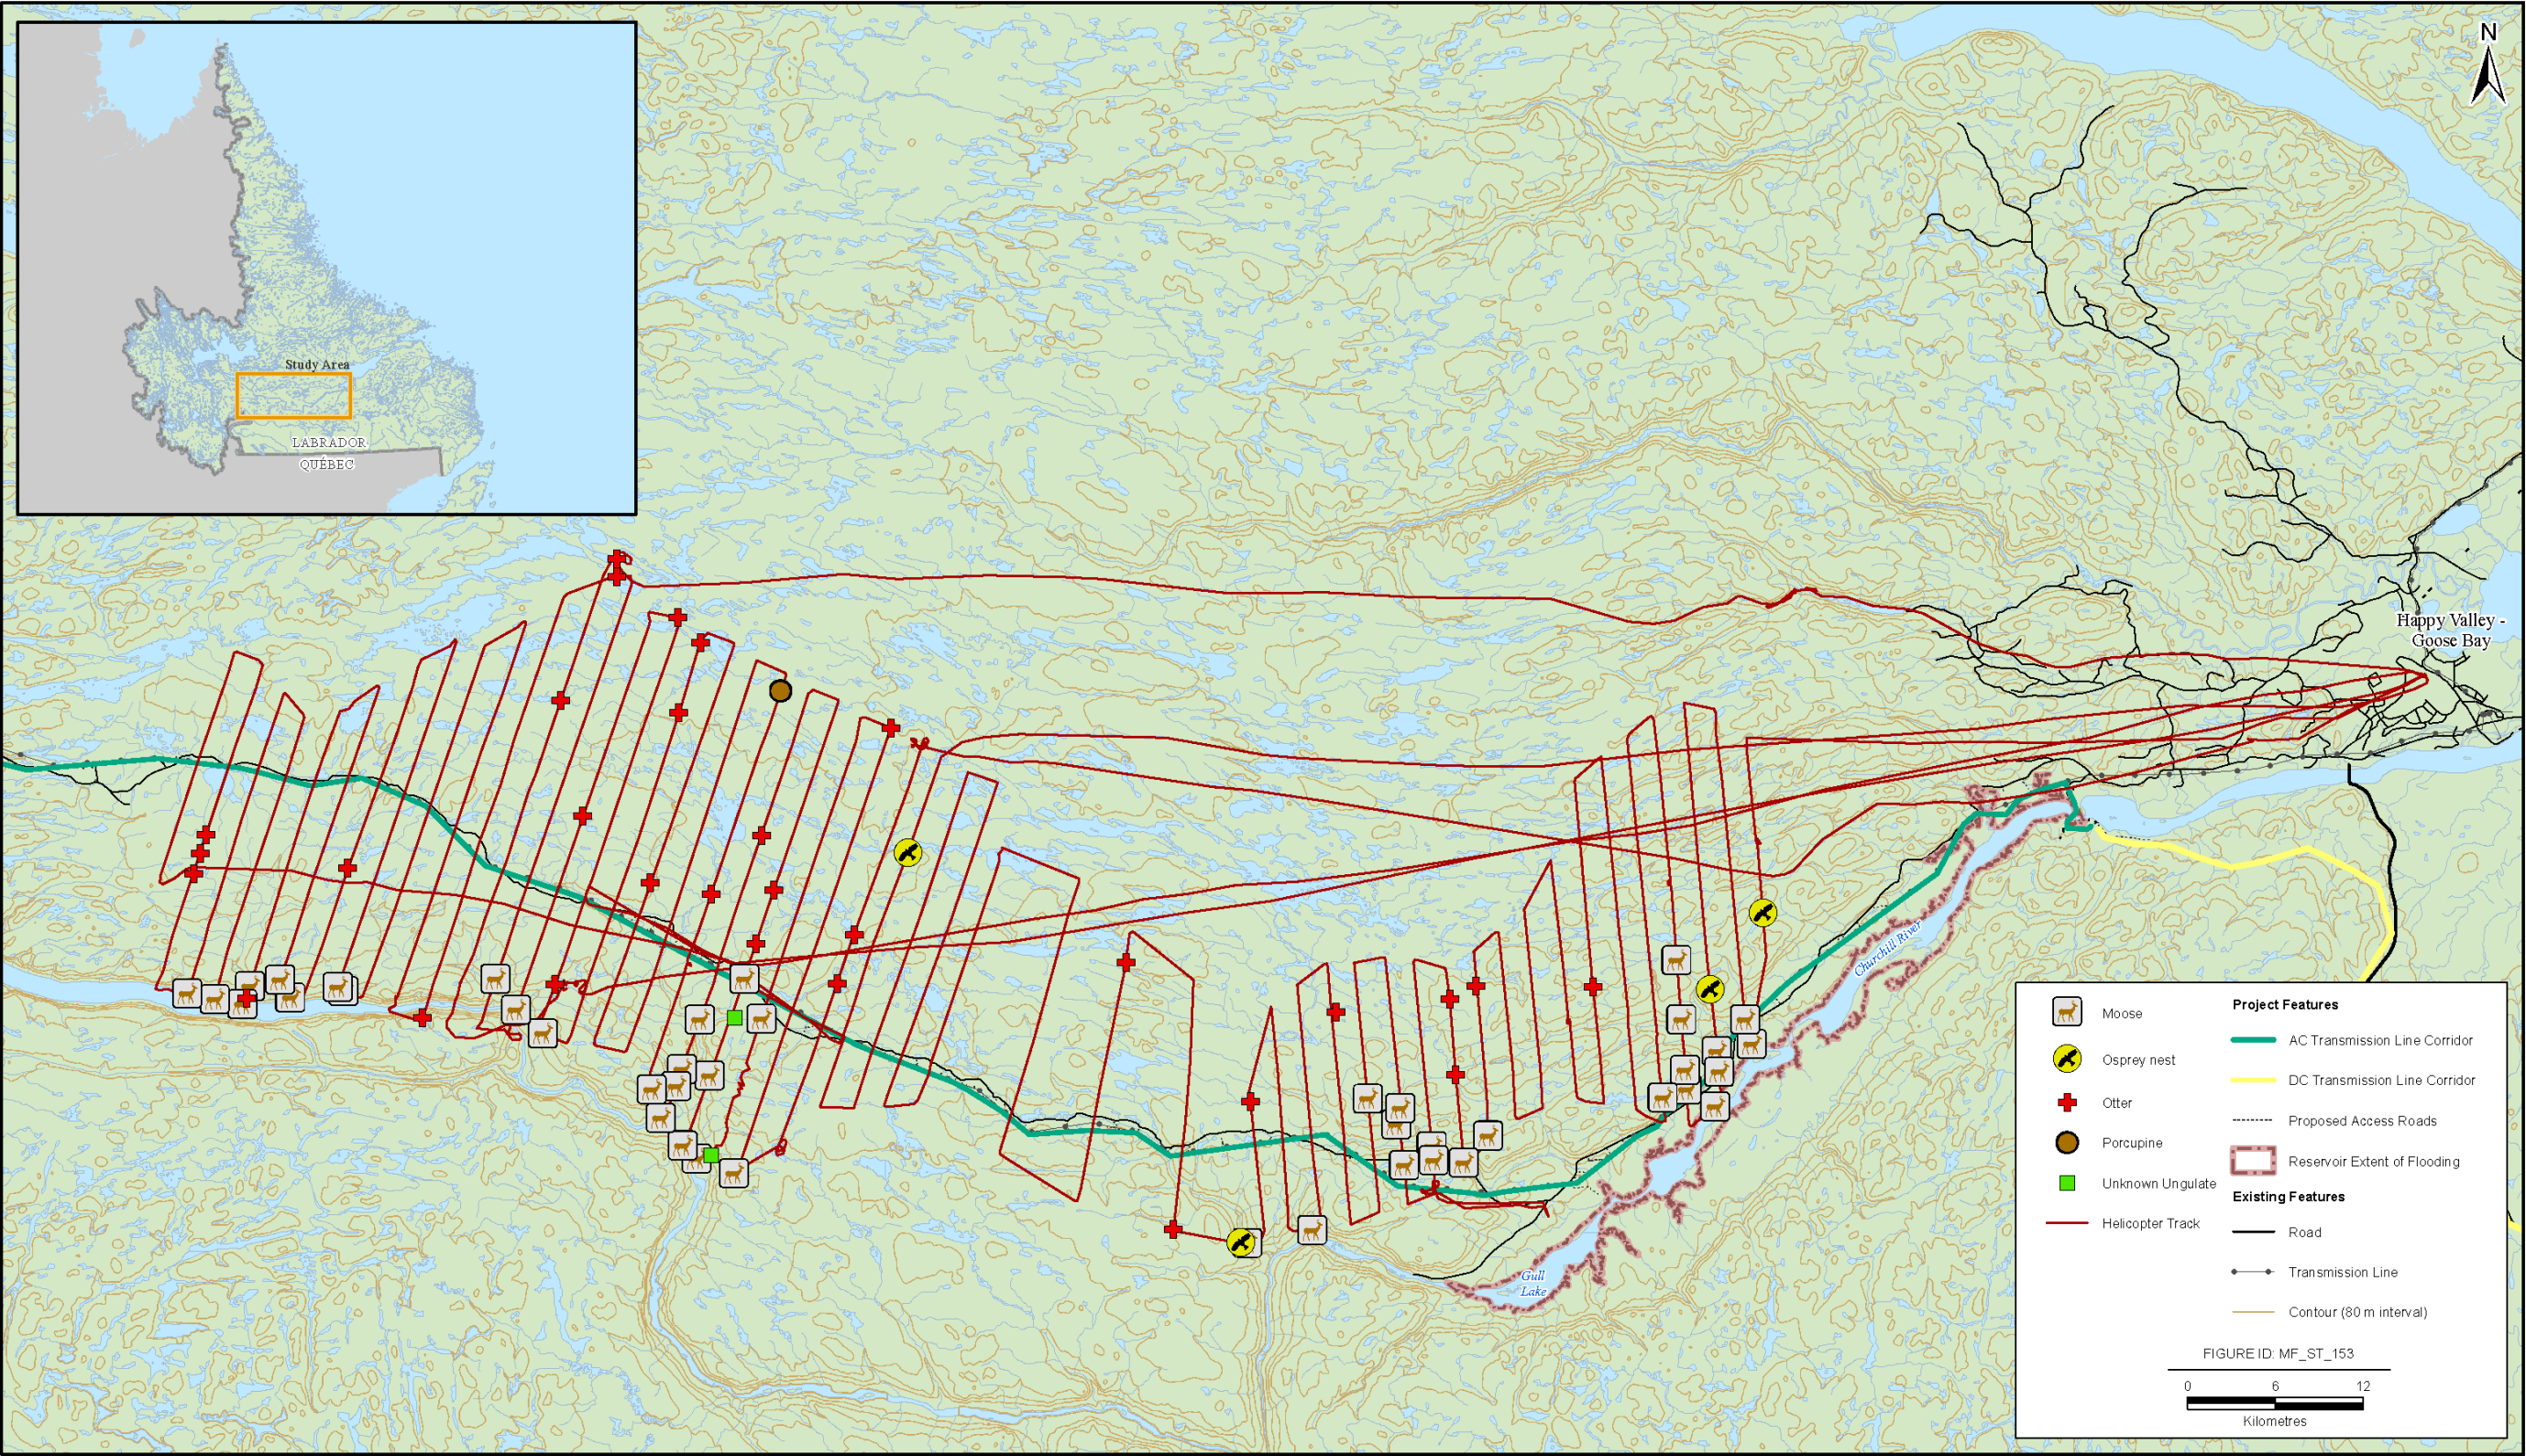 N
Study Area
LABRADOR
QUÉBEC
Happy Valley -
Goose Bay
Churchill River
Gull
Lake
Moose
Osprey nest
Otter
Porcupine
Unknown Ungulate
Helicopter Track
Project Features
AC Transmission Line Corridor
DC Transmission Line Corridor
Proposed Access Roads
Reservoir Extent of Flooding
Existing Features
Road
Transmission Line
Contour (80 m interval)
FIGURE ID: MF_ST_153
0 6 12
Kilometres